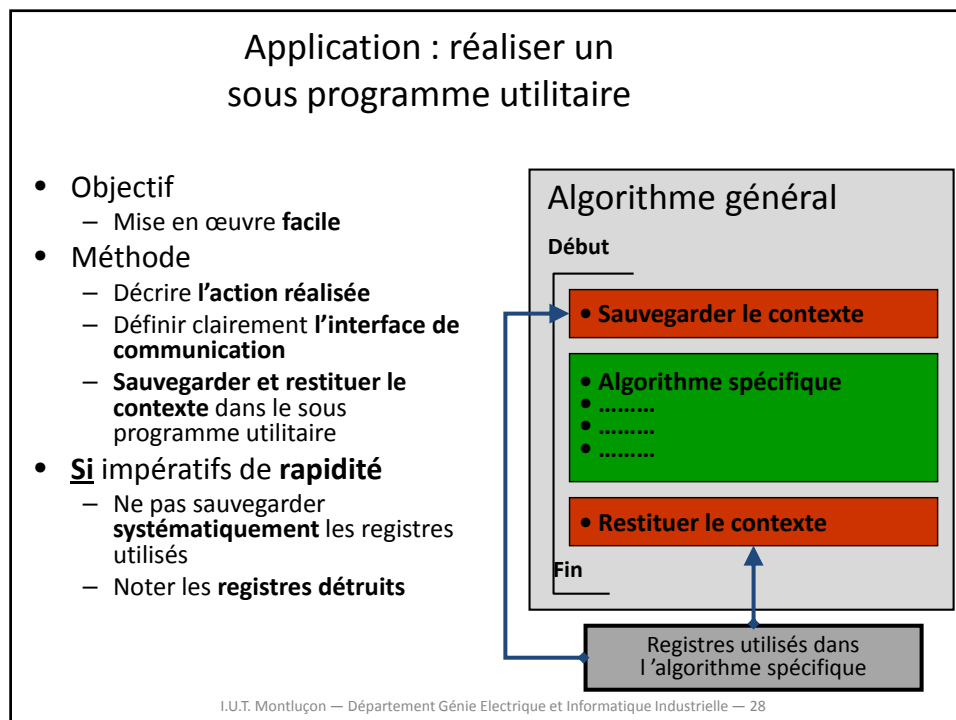 Application : réaliser un
sous programme utilitaire
• Objectif
– Mise en œuvre facile
• Méthode
– Décrire l'action réalisée
– Définir clairement l'interface de
communication
– Sauvegarder et restituer le
contexte dans le sous
programme utilitaire
• Si impératifs de rapidité
– Ne pas sauvegarder
systématiquement les registres
utilisés
– Noter les registres détruits
Algorithme général
Début
• Sauvegarder le contexte
• Algorithme spécifique
• ………
• ………
• ………
• Restituer le contexte
Fin
Registres utilisés dans
l 'algorithme spécifique
I.U.T. Montluçon — Département Génie Electrique et Informatique Industrielle — 28